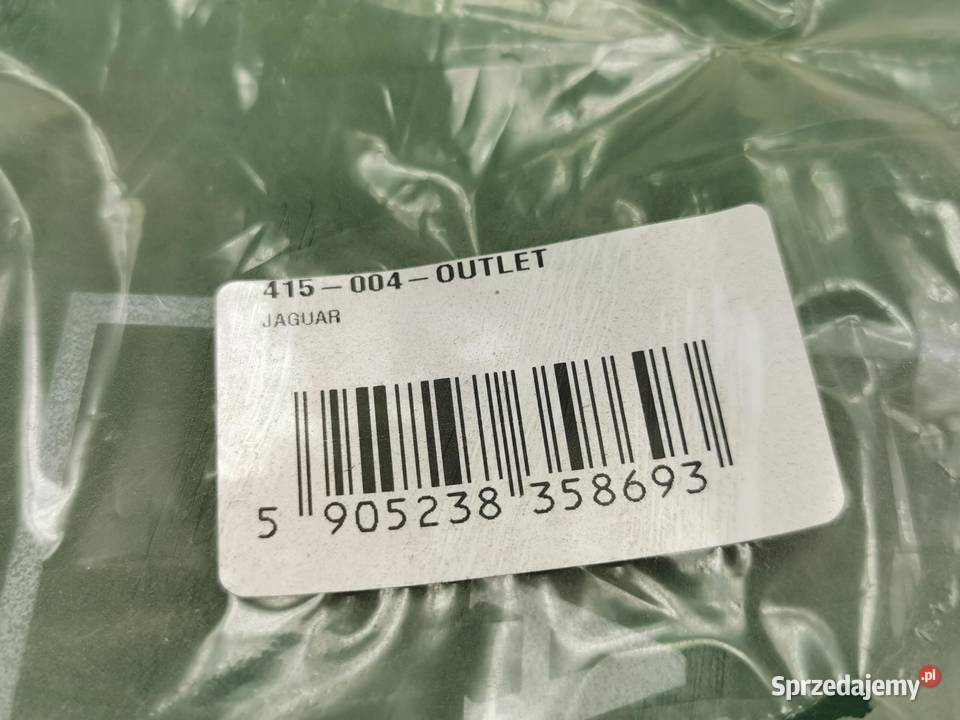 415-004-OUTLET
JAGUAR
5 905238 358693
Sprzedajemy.pl